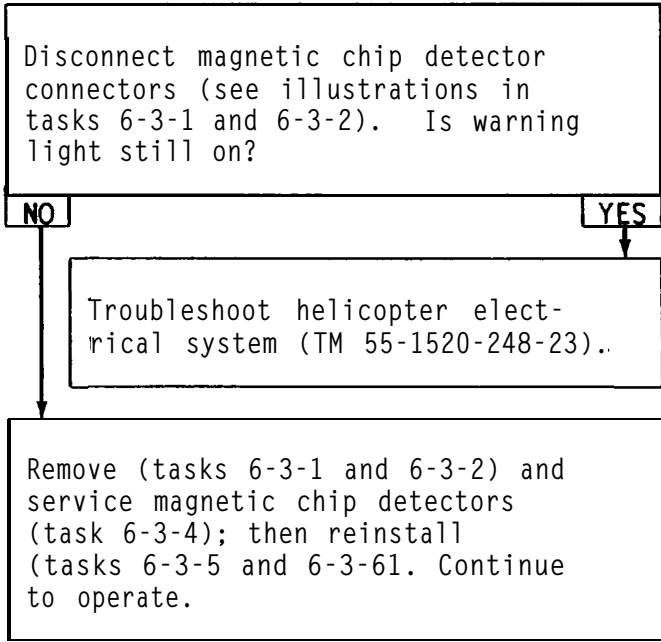 Disconnect magnetic chip detector
connectors (see illustrations in
tasks 6-3-1 and 6-3-2). Is warning
light still on?
NO
YES
Troubleshoot helicopter elect-
rical system (TM 55-1520-248-23).
Remove (tasks 6-3-1 and 6-3-2) and
service magnetic chip detectors
(task 6-3-4); then reinstall
(tasks 6-3-5 and 6-3-61. Continue
to operate.